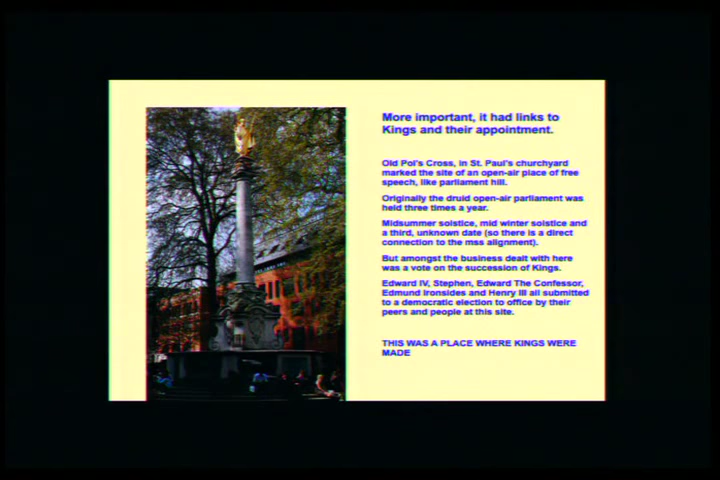 More important, it had links to
Kings and their appointment.
Old Pol's Cross, in St. Paul's churchyard
marked the site of an open-air place of free
speech, like parliament hill.
Originally the druid open-air parliament was
held three times a year.
Midsummer solstice, mid winter solstice and
a third, unknown date (so there is a direct
connection to the mss alignment).
But amongst the business dealt with here
was a vote on the succession of Kings.
Edward IV, Stephen, Edward The Confessor,
Edmund Ironsides and Henry III all submitted
to a democratic election to office by their
peers and people at this site.
THIS WAS A PLACE WHERE KINGS WERE
MADE